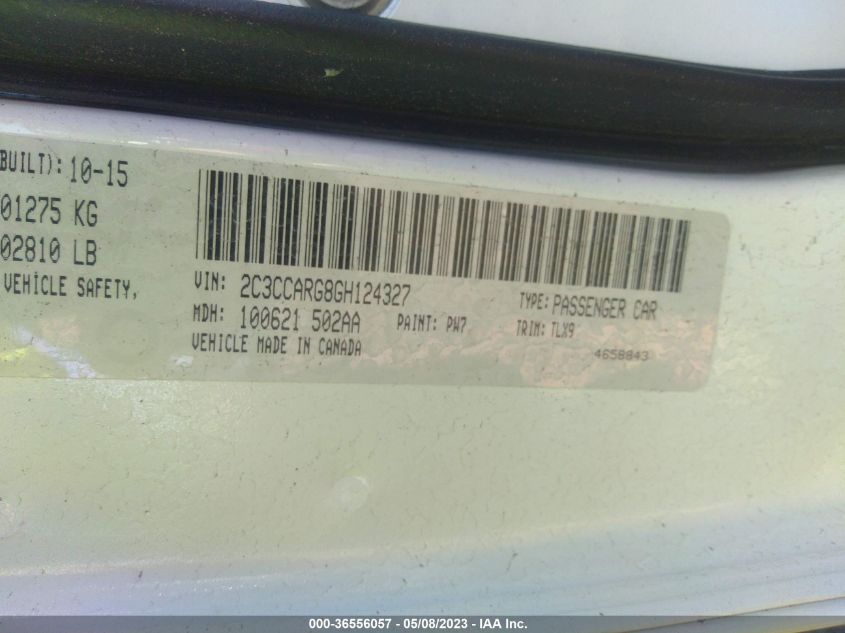 BUILT): 10-15
01275 KG
02810 LB
VEHICLE SAFETY,
VIN: 2C3CCARG8GH124327
TYPE: PASSENGER CAR
MDH: 100621 502AA
PAINT: PW7
TRIM: TLX9
VEHICLE MADE IN CANADA
4658843
000-36556057 - 05/08/2023 - IAA Inc.